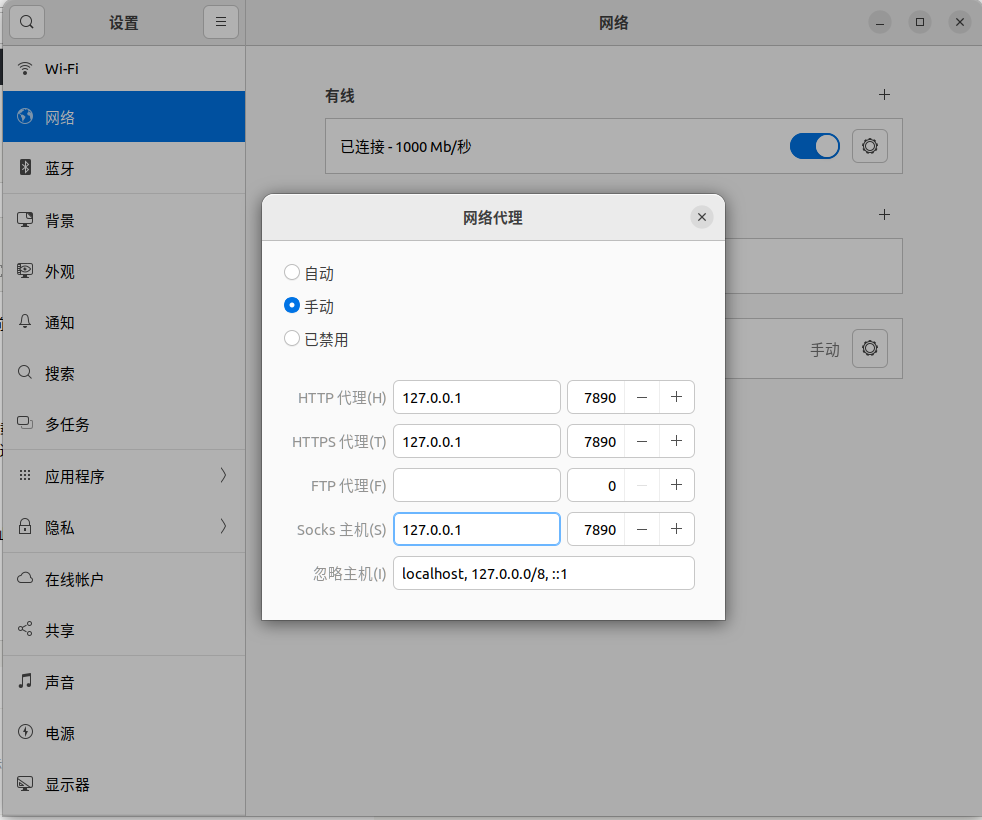 设置
网络
Wi-Fi
网络
蓝牙
背景
外观
通知
搜索
多任务
应用程序
隐私
在线帐户
共享
声音
电源
显示器
有线
已连接 - 1000 Mb/秒
手动
网络代理
自动
手动
已禁用
HTTP 代理(H) 127.0.0.1 7890
HTTPS 代理(T) 127.0.0.1 7890
FTP 代理(F) 0
Socks 主机(S) 127.0.0.1 7890
忽略主机(I) localhost, 127.0.0.0/8, ::1